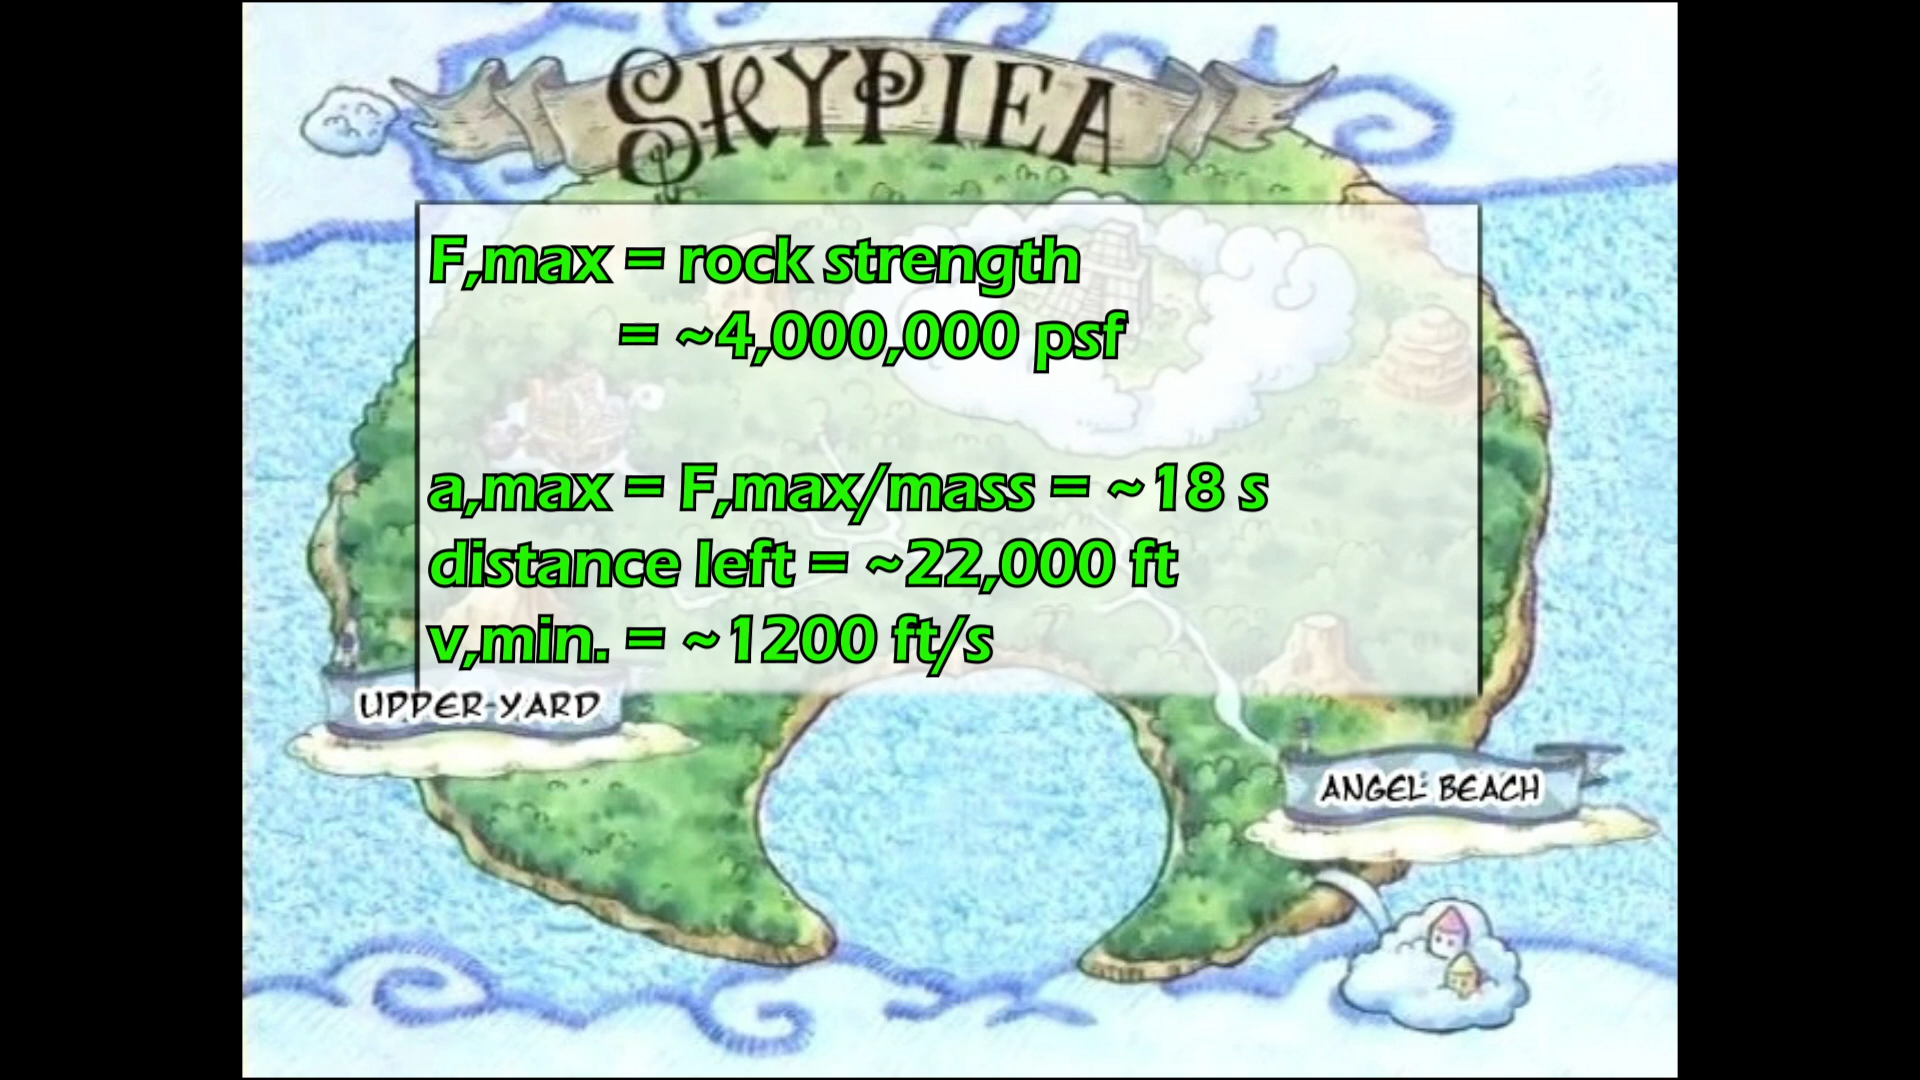 SKYPIEA
F,max = rock strength
= ~4,000,000 psf
a,max = F,max/mass = ~18 s
distance left = ~22,000 ft
v,min. = ~1200 ft/s
UPPER YARD
ANGEL BEACH